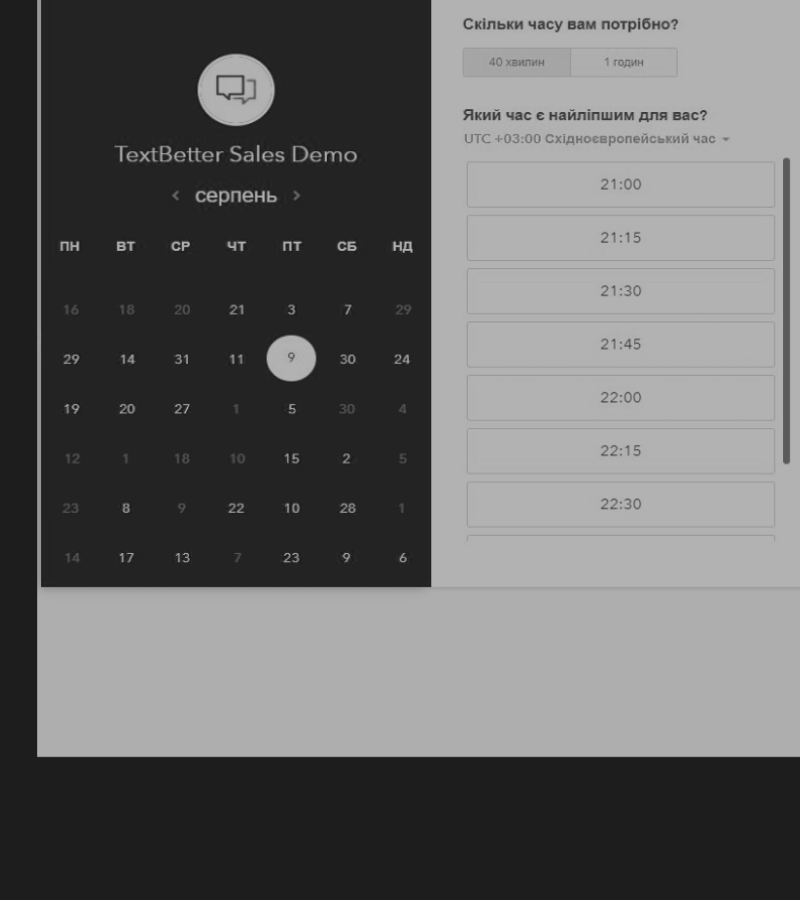 TextBetter Sales Demo
серпень
ПН ВТ СР ЧТ ПТ СБ НД
16 18 20 21 3 7 29
29 14 31 11 9 30 24
19 20 27 1 5 30 4
12 1 18 10 15 2 5
23 8 9 22 10 28 1
14 17 13 7 23 9 6
Скільки часу вам потрібно?
40 хвилин 1 годин
Який час є найліпшим для вас?
UTC +03:00 Східноєвропейський час
21:00
21:15
21:30
21:45
22:00
22:15
22:30